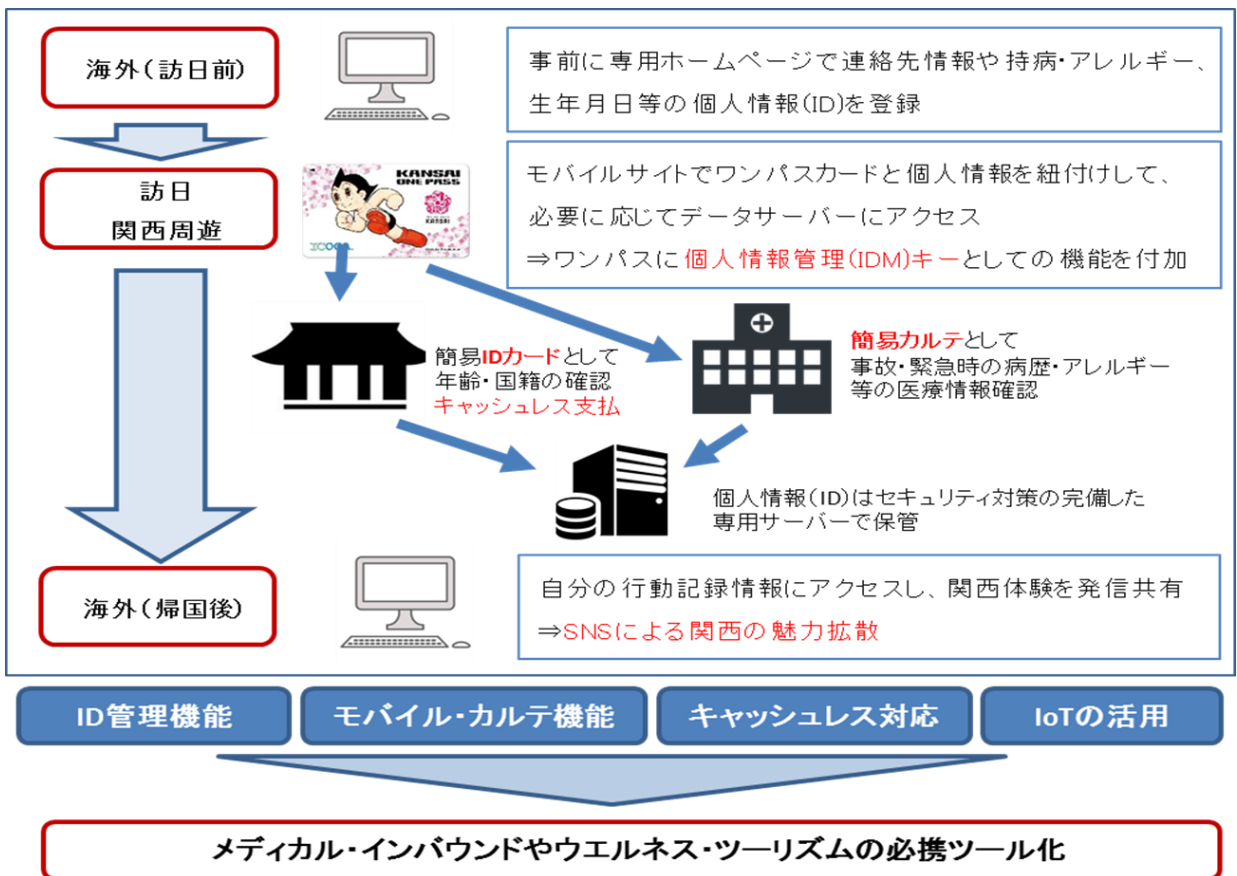 海外(訪日前)
事前に専用ホームページで連絡先情報や持病・アレルギー、
生年月日等の個人情報(ID)を登録
訪日
関西周遊
KANSAI
ONE PASS
KANSAI
ICOCA
モバイルサイトでワンパスカードと個人情報を紐付けして、
必要に応じてデータサーバーにアクセス
⇒ワンパスに個人情報管理(IDM)キーとしての機能を付加
簡易IDカードとして
年齢・国籍の確認
キャッシュレス支払
簡易カルテとして
事故・緊急時の病歴・アレルギー
等の医療情報確認
個人情報(ID)はセキュリティ対策の完備した
専用サーバーで保管
海外(帰国後)
自分の行動記録情報にアクセスし、関西体験を発信共有
⇒SNSによる関西の魅力拡散
ID管理機能
モバイル・カルテ機能
キャッシュレス対応
IoTの活用
メディカル・インバウンドやウエルネス・ツーリズムの必携ツール化